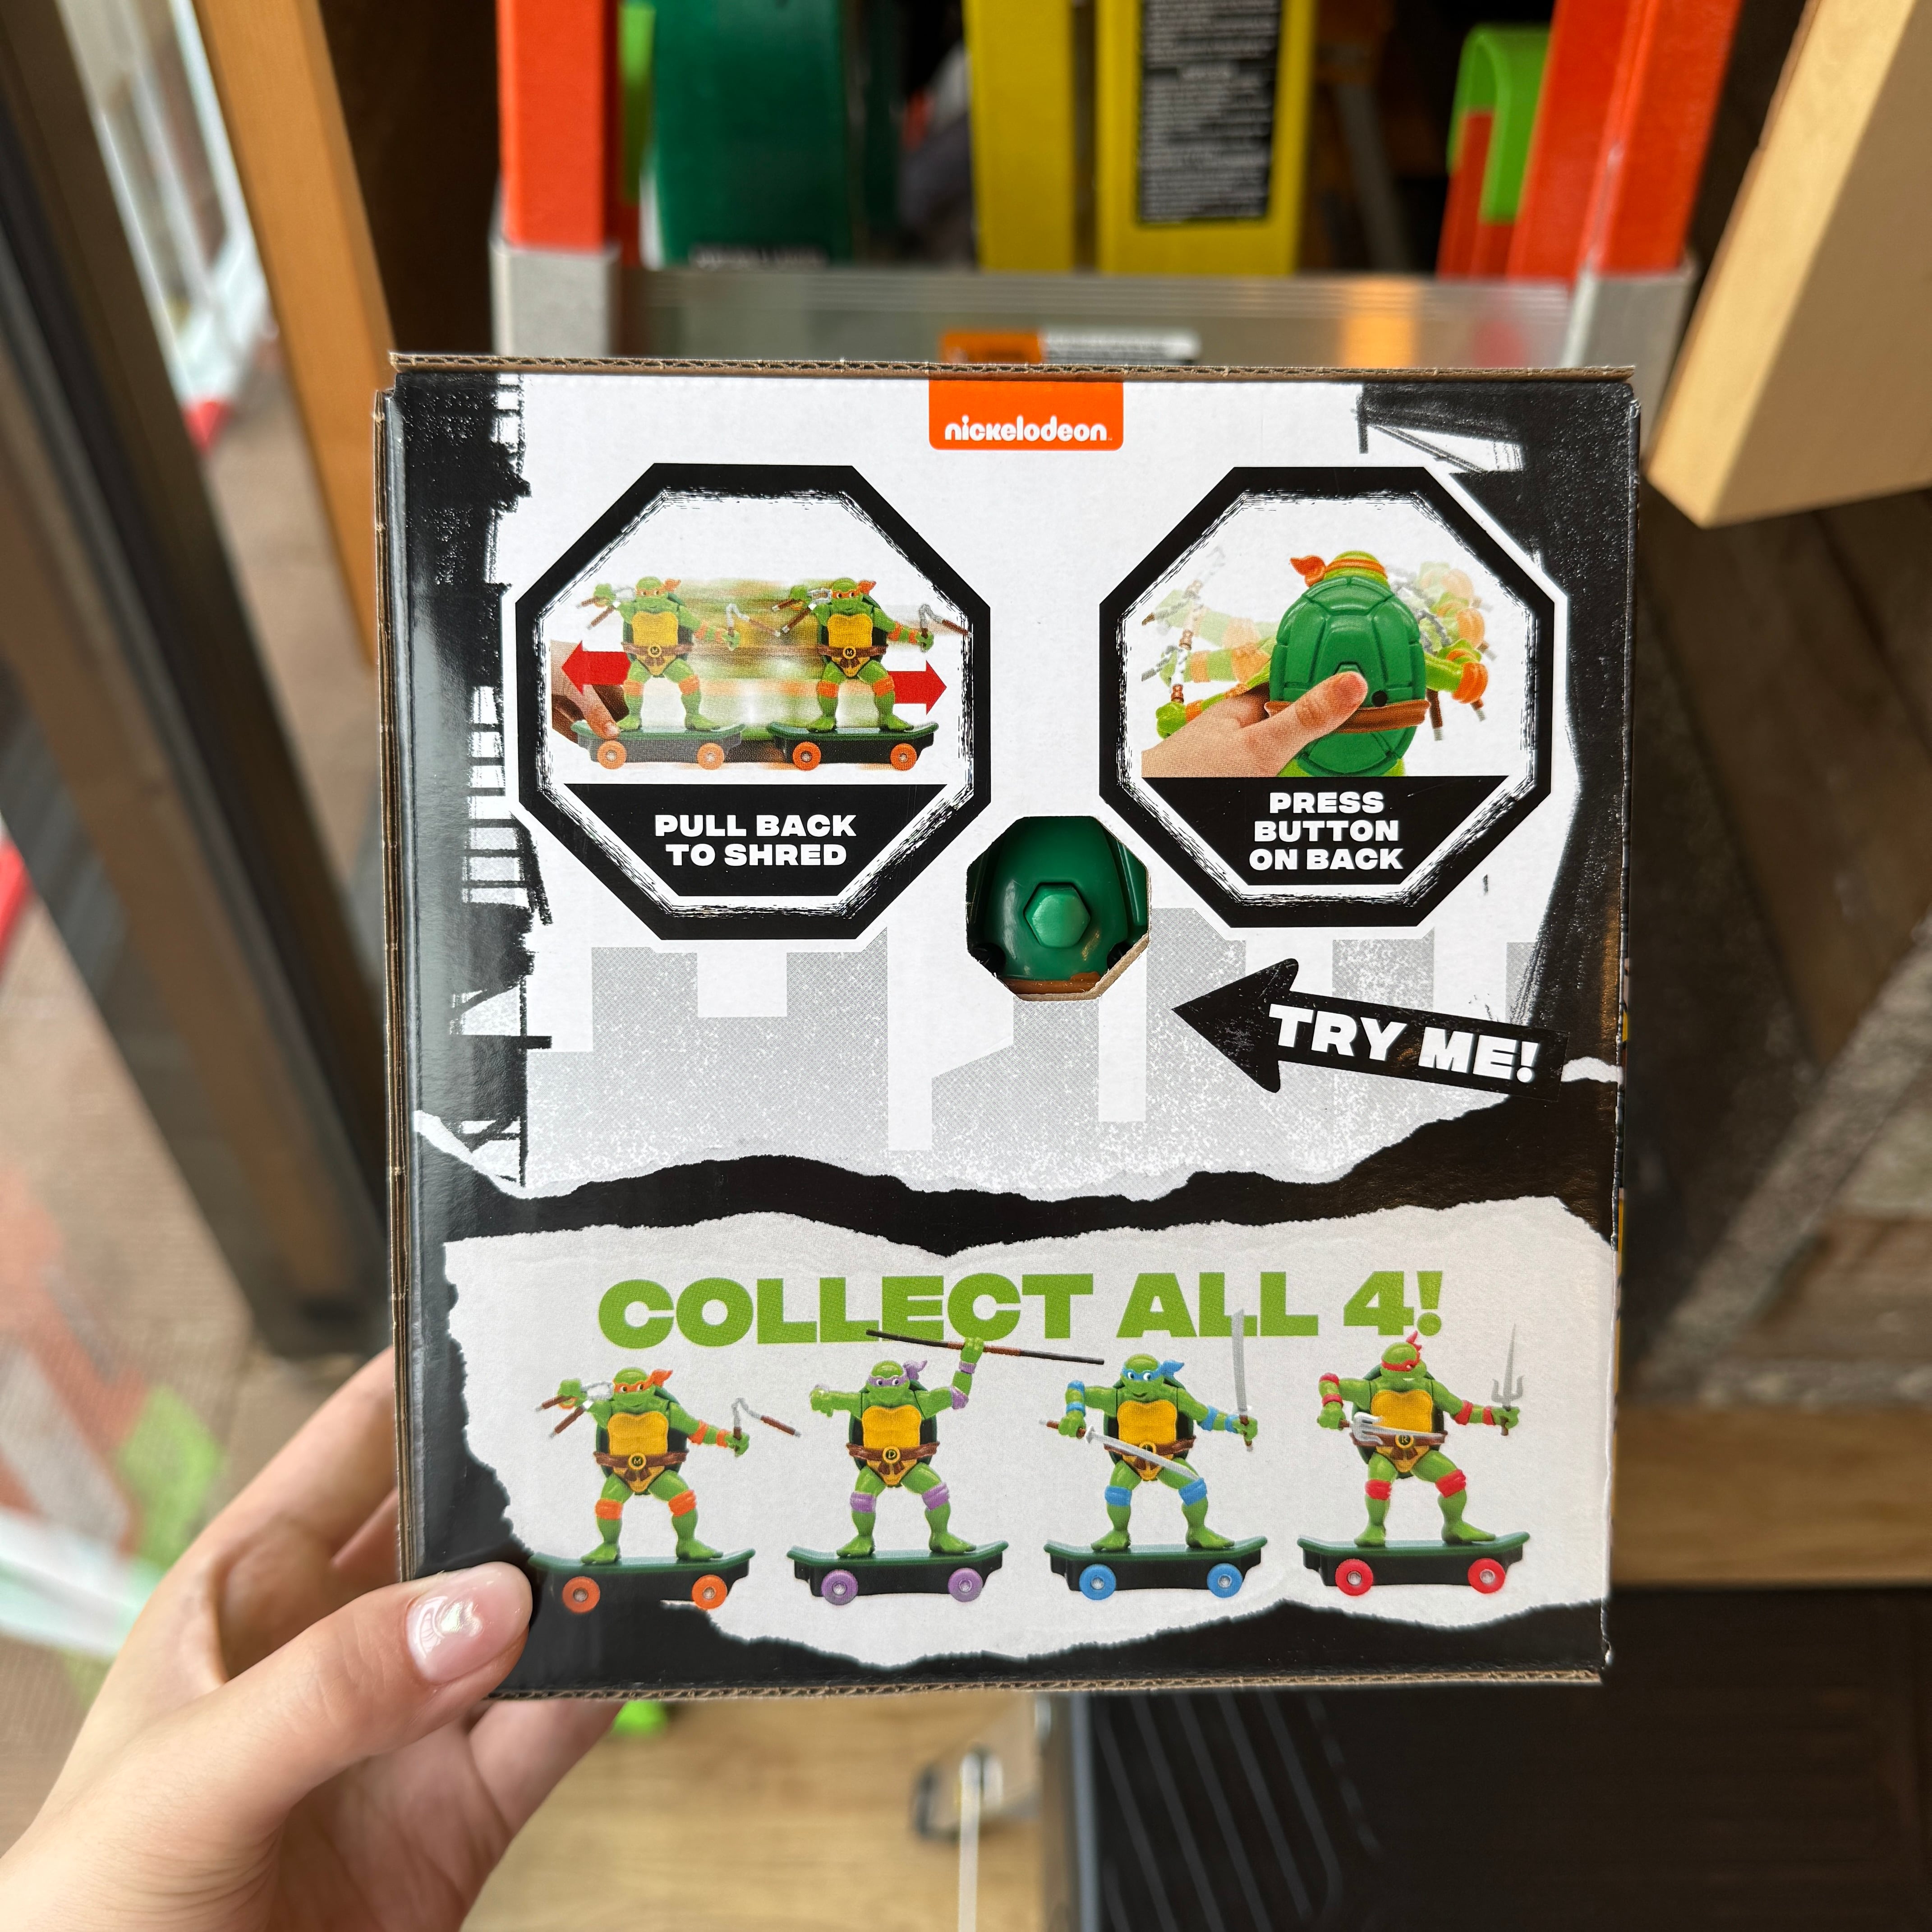 nickelodeon
PULL BACK
TO SHRED
PRESS
BUTTON
ON BACK
TRY ME!
COLLECT ALL 4!
M
D
R